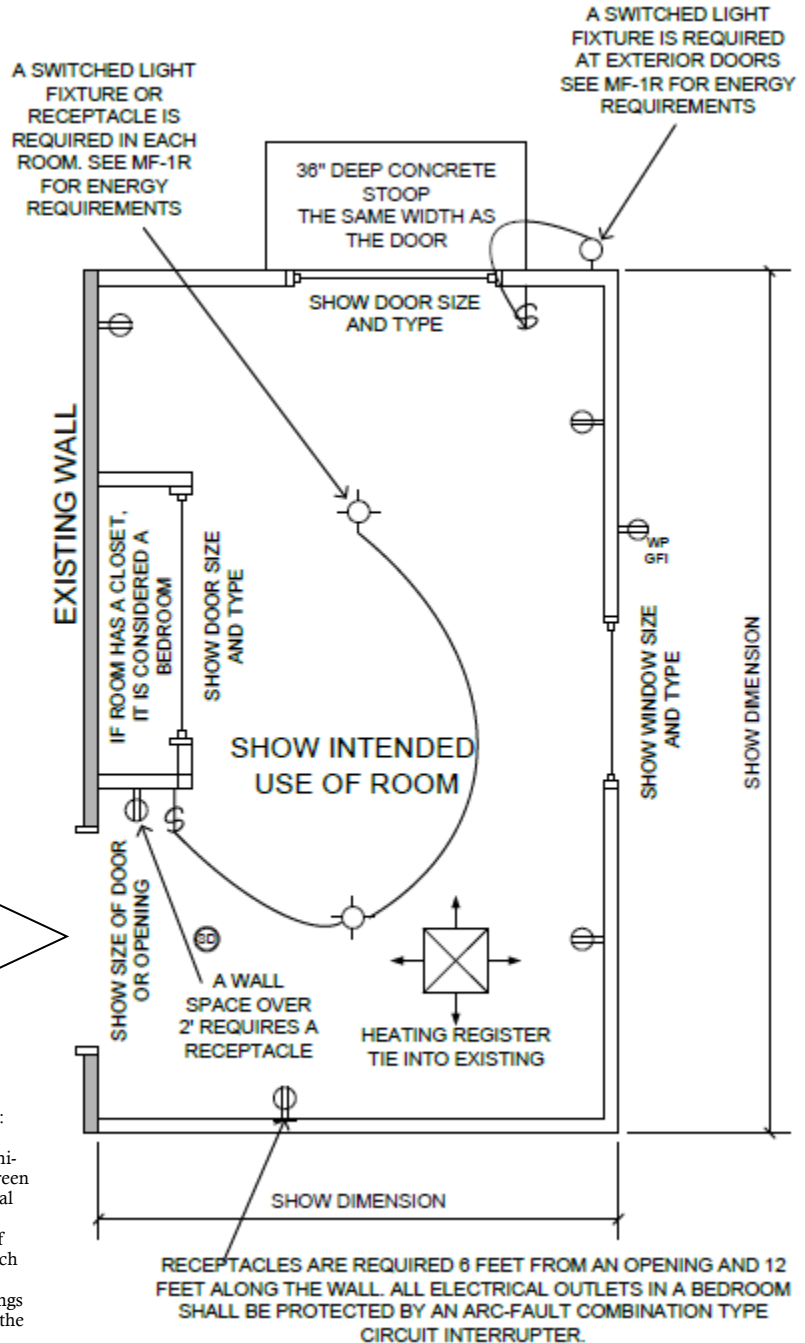 A SWITCHED LIGHT
FIXTURE IS REQUIRED
AT EXTERIOR DOORS
SEE MF-1R FOR ENERGY
REQUIREMENTS
A SWITCHED LIGHT
FIXTURE OR
RECEPTACLE IS
REQUIRED IN EACH
ROOM. SEE MF-1R
FOR ENERGY
REQUIREMENTS
36" DEEP CONCRETE
STOOP
THE SAME WIDTH AS
THE DOOR
SHOW DOOR SIZE
AND TYPE
S
EXISTING WALL
IF ROOM HAS A CLOSET,
IT IS CONSIDERED A
BEDROOM
SHOW DOOR SIZE
AND TYPE
WP
GFI
SHOW WINDOW SIZE
AND TYPE
SHOW DIMENSION
SHOW INTENDED
USE OF ROOM
S
SHOW SIZE OF DOOR
OR OPENING
SD
A WALL
SPACE OVER
2' REQUIRES A
RECEPTACLE
HEATING REGISTER
TIE INTO EXISTING
:
ni-
reen
al
f
ch
ngs
the
SHOW DIMENSION
RECEPTACLES ARE REQUIRED 6 FEET FROM AN OPENING AND 12
FEET ALONG THE WALL. ALL ELECTRICAL OUTLETS IN A BEDROOM
SHALL BE PROTECTED BY AN ARC-FAULT COMBINATION TYPE
CIRCUIT INTERRUPTER.